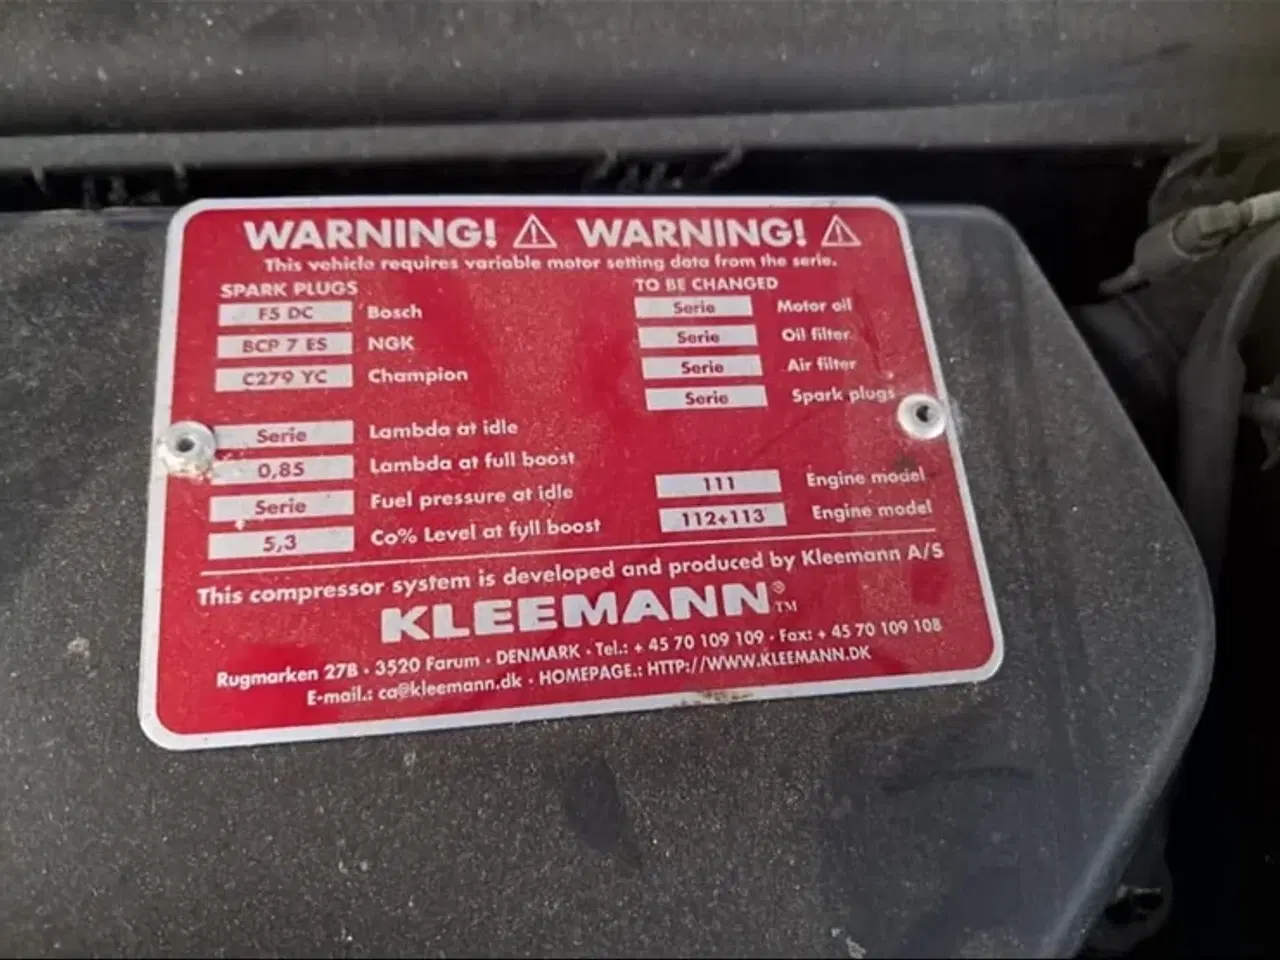 WARNING! WARNING!
This vehicle requires variable motor setting data from the serie.
SPARK PLUGS
F5 DC Bosch
BCP 7 ES NGK
C279 YC Champion
Serie Lambda at idle
0,85 Lambda at full boost
Serie Fuel pressure at idle
5,3 Co% Level at full boost
TO BE CHANGED
Serie Motor oil
Serie Oil filter
Serie Air filter
Serie Spark plugs
111 Engine model
112+113 Engine model
This compressor system is developed and produced by Kleemann A/S
KLEEMANN®™
Rugmarken 27B · 3520 Farum · DENMARK · Tel.: + 45 70 109 109 · Fax: + 45 70 109 108
E-mail.: ca@kleemann.dk · HOMEPAGE.: HTTP://WWW.KLEEMANN.DK